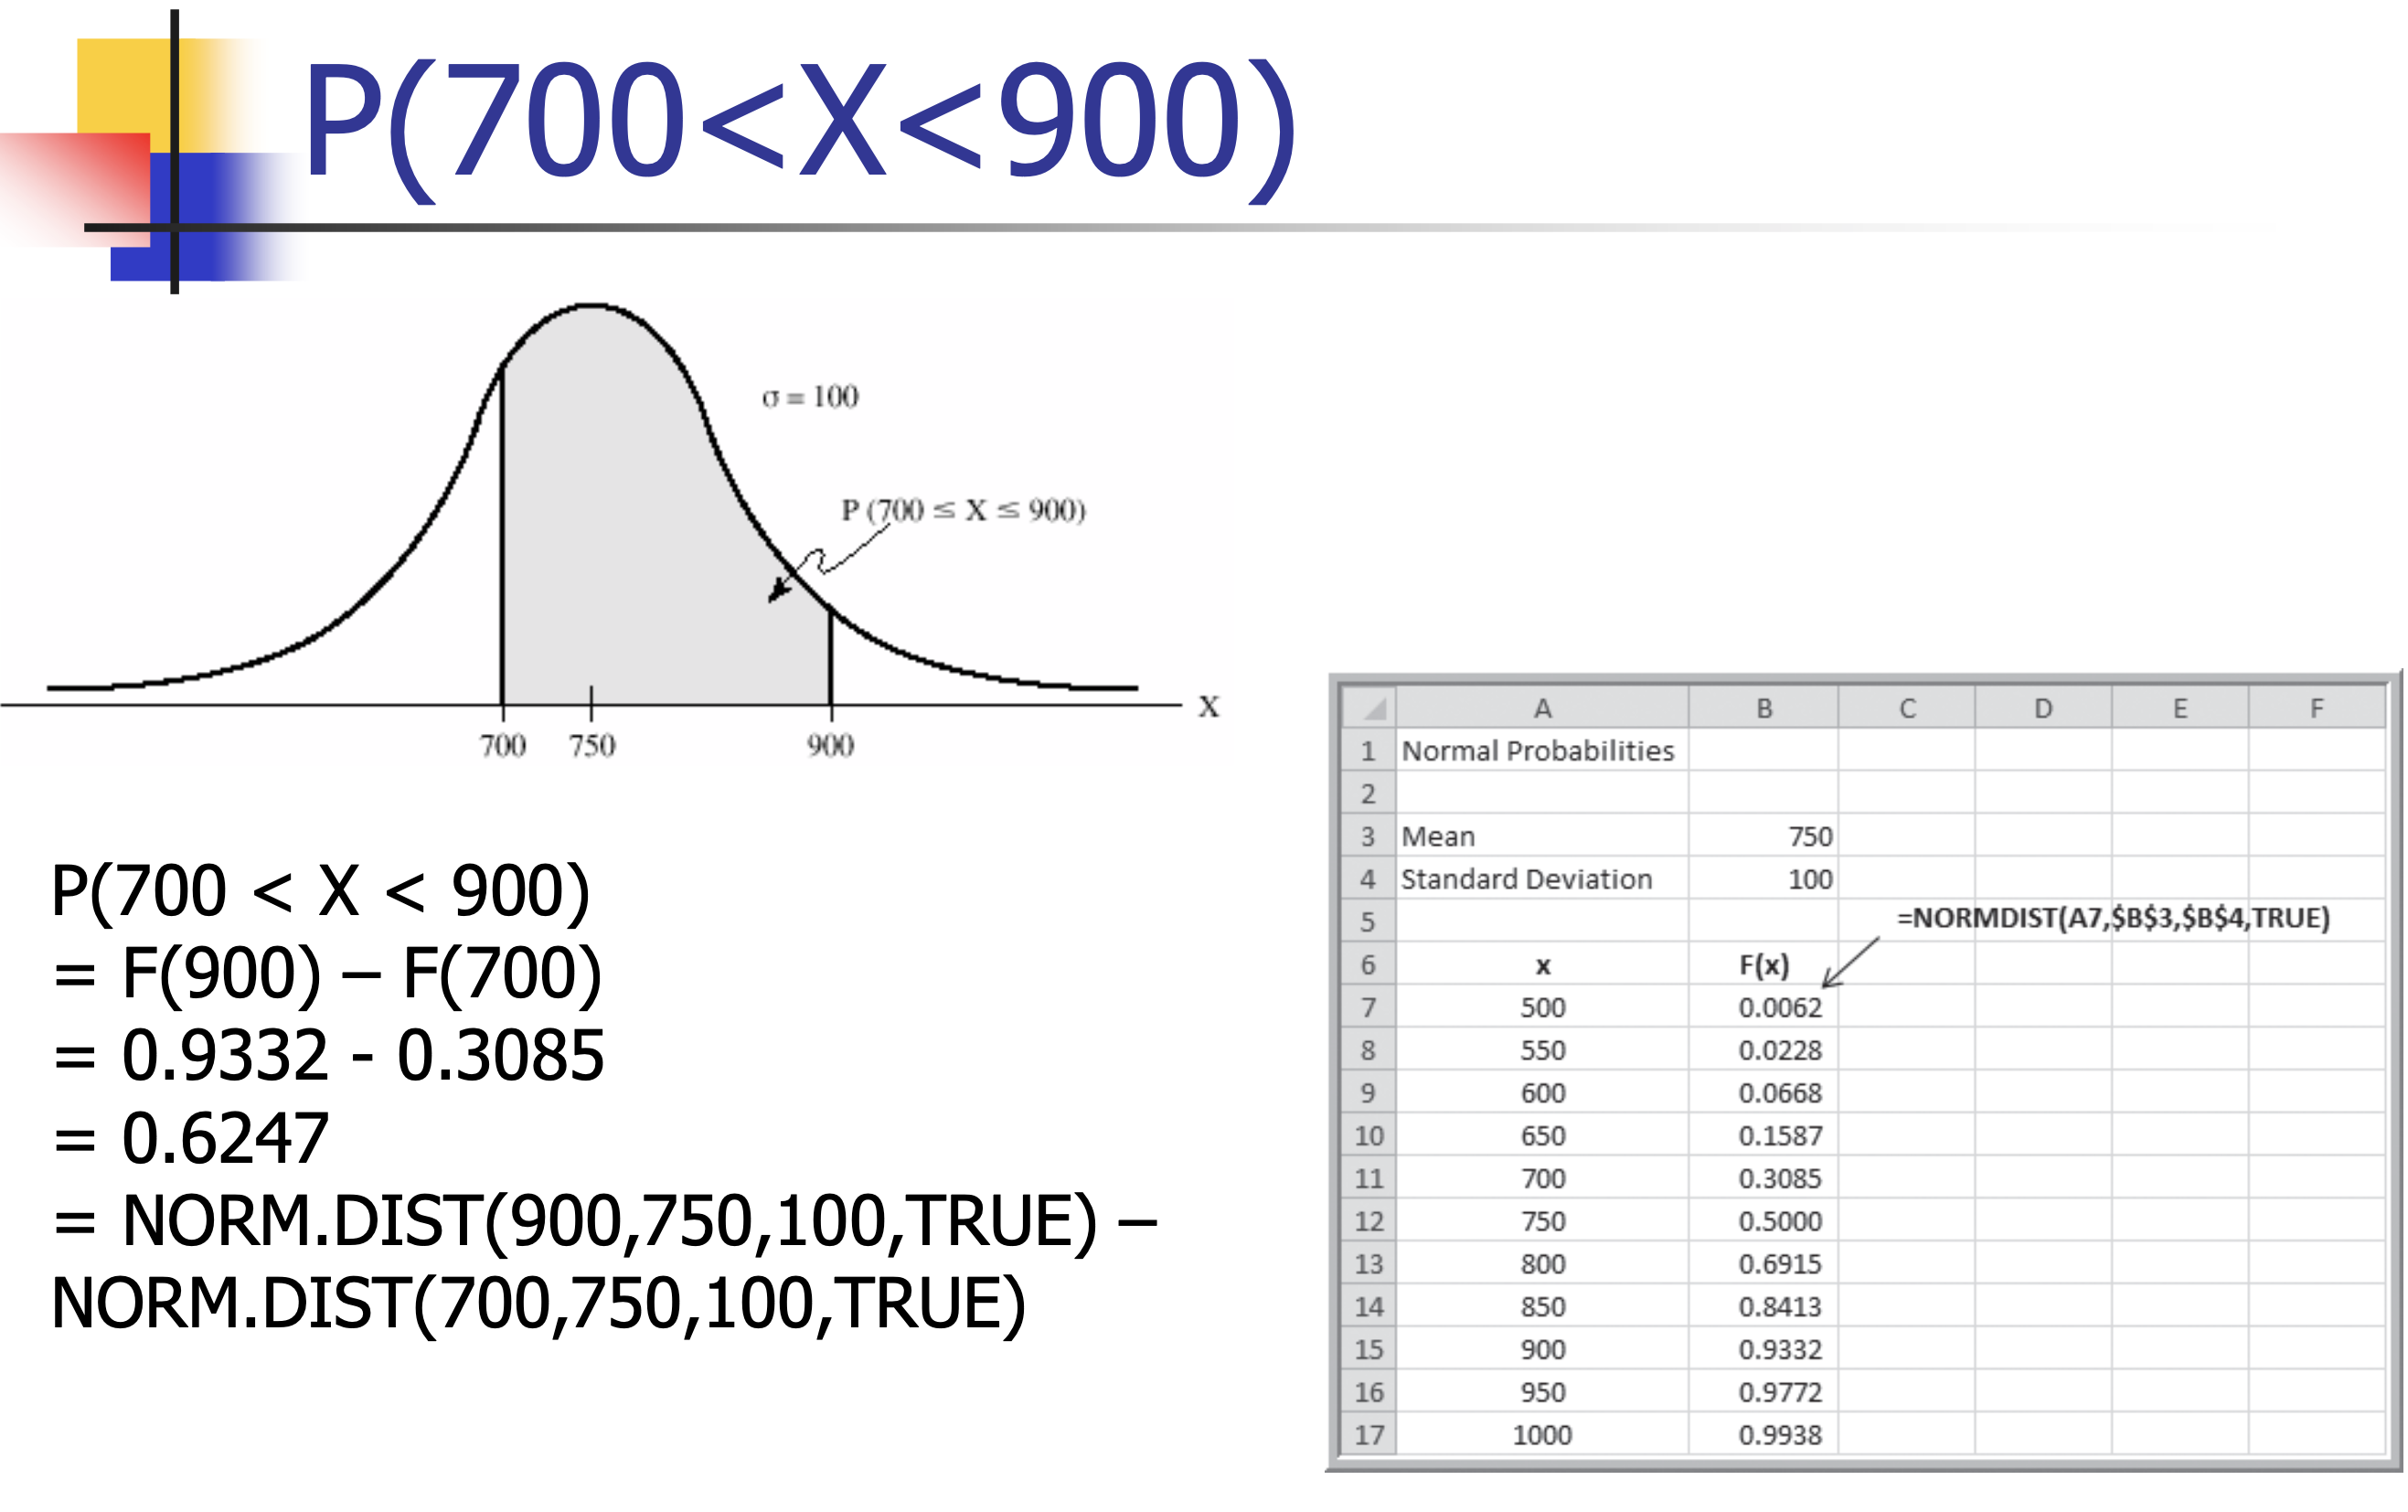 P(700<X<900)
σ = 100
P (700 ≤ X ≤ 900)
X
700 750 900
P(700 < X < 900)
= F(900) – F(700)
= 0.9332 - 0.3085
= 0.6247
= NORM.DIST(900,750,100,TRUE) –
NORM.DIST(700,750,100,TRUE)
A B C D E F
1 Normal Probabilities
2
3 Mean 750
4 Standard Deviation 100
5 =NORMDIST(A7,$B$3,$B$4,TRUE)
6 x F(x)
7 500 0.0062
8 550 0.0228
9 600 0.0668
10 650 0.1587
11 700 0.3085
12 750 0.5000
13 800 0.6915
14 850 0.8413
15 900 0.9332
16 950 0.9772
17 1000 0.9938